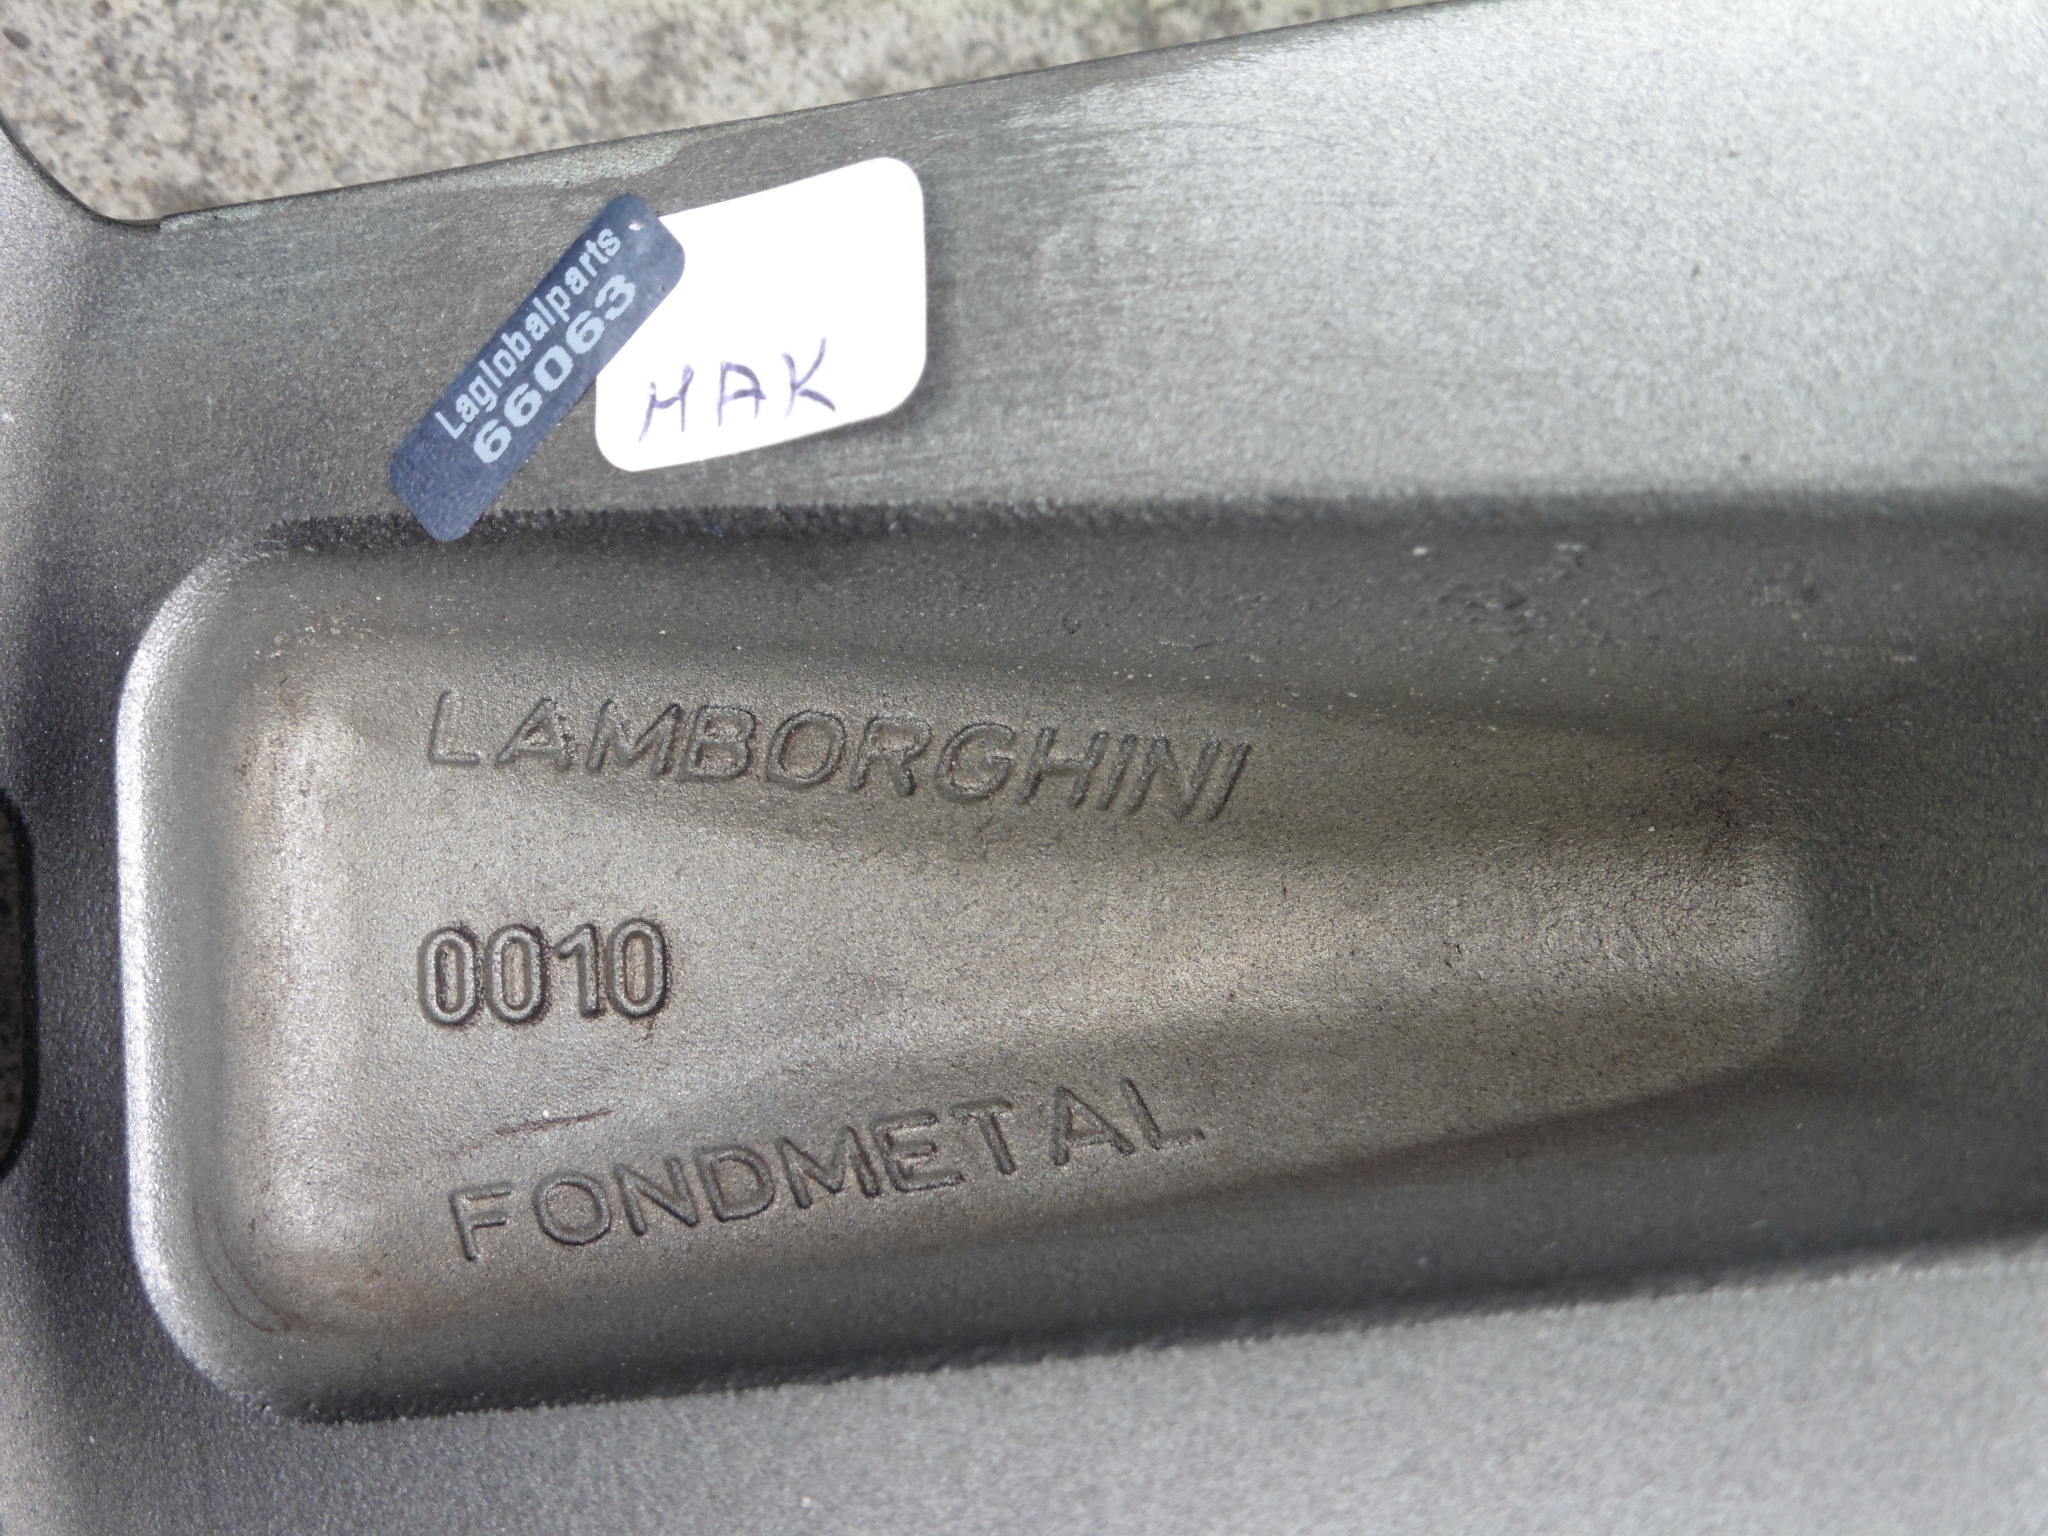 Laglobalparts
66063
MAK
LAMBORGHINI
0010
FONDMETAL